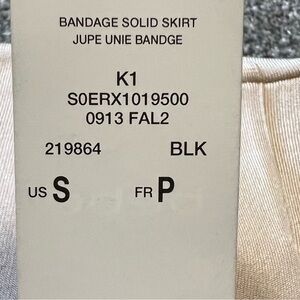 BANDAGE SOLID SKIRT
JUPE UNIE BANDGE
K1
S0ERX1019500
0913 FAL2
219864 BLK
US S FR P